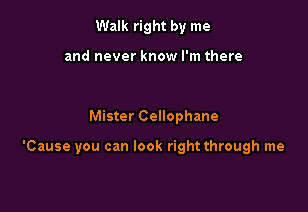 Walk right by me
and never know I'm there
Mister Cellophane
'Cause you can look right through me